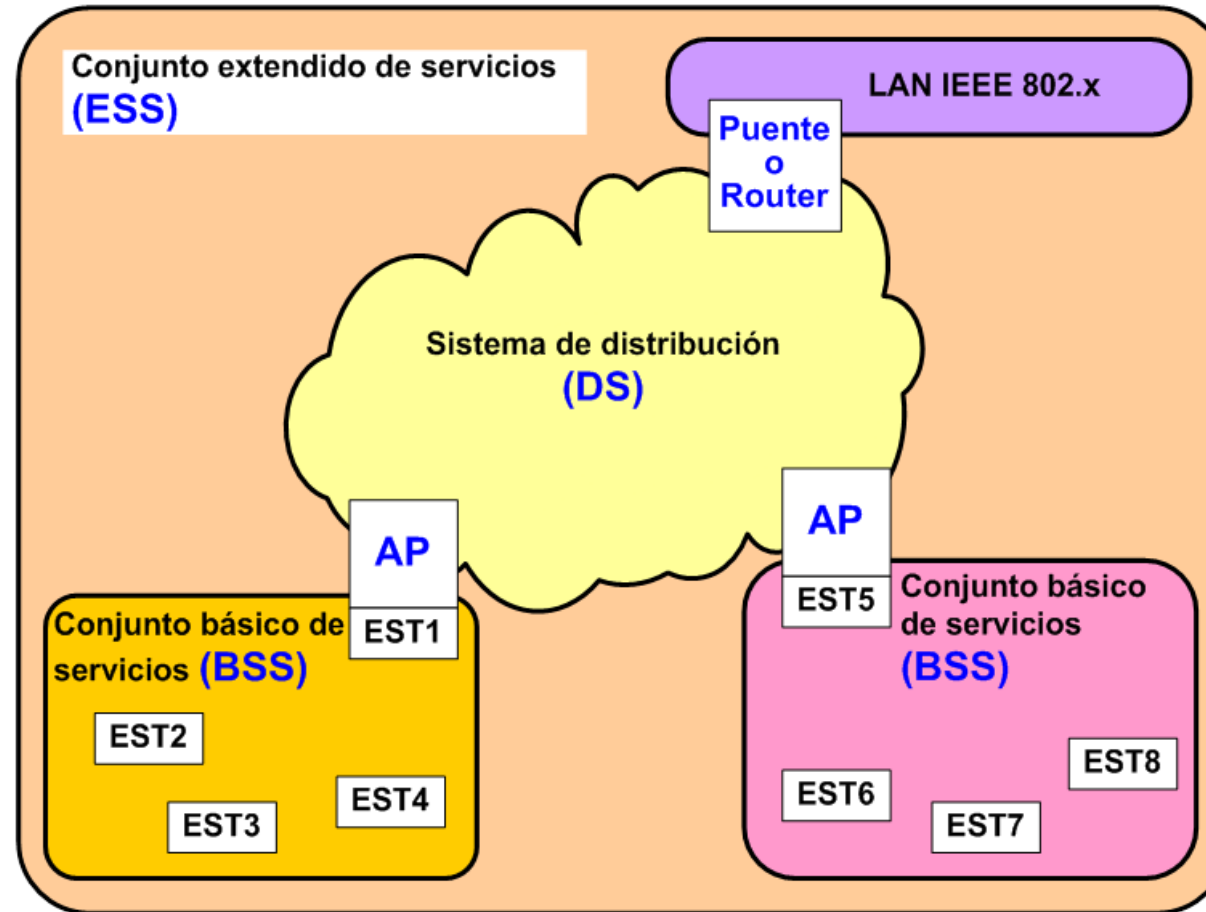 Conjunto extendido de servicios
(ESS)
LAN IEEE 802.x
Puente
o
Router
Sistema de distribución
(DS)
AP
EST1
Conjunto básico de
servicios (BSS)
EST2
EST3
EST4
AP
EST5
Conjunto básico
de servicios
(BSS)
EST6
EST7
EST8